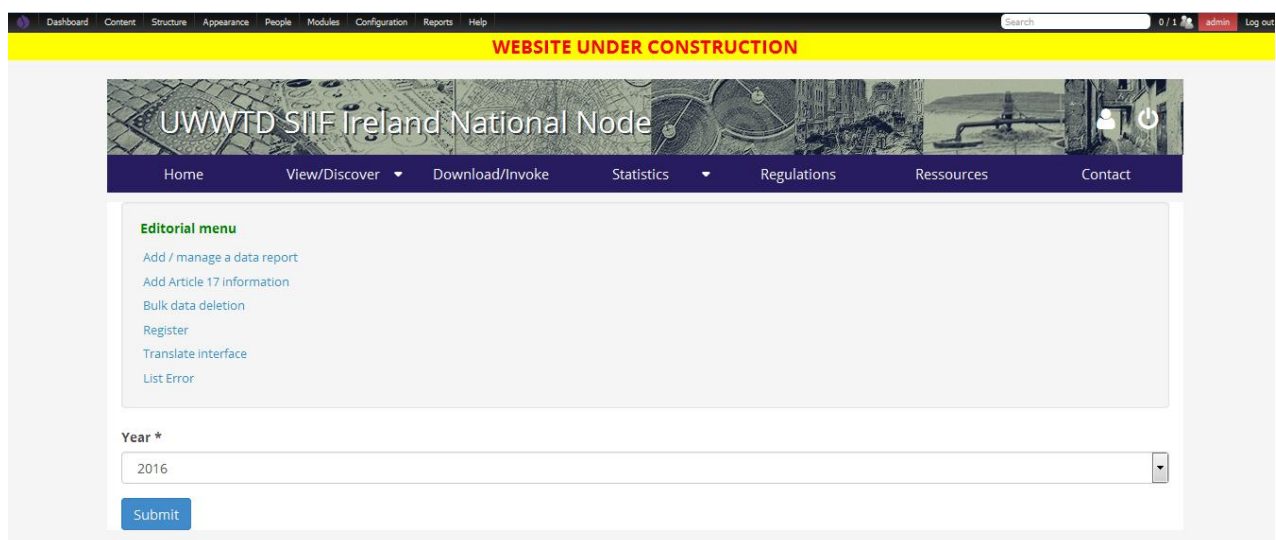 Dashboard Content Structure Appearance People Modules Configuration Reports Help Search 0 / 1 admin Log out
WEBSITE UNDER CONSTRUCTION
UWWTD SIIF Ireland National Node
Home View/Discover Download/Invoke Statistics Regulations Ressources Contact
Editorial menu
Add / manage a data report
Add Article 17 information
Bulk data deletion
Register
Translate interface
List Error
Year *
2016
Submit